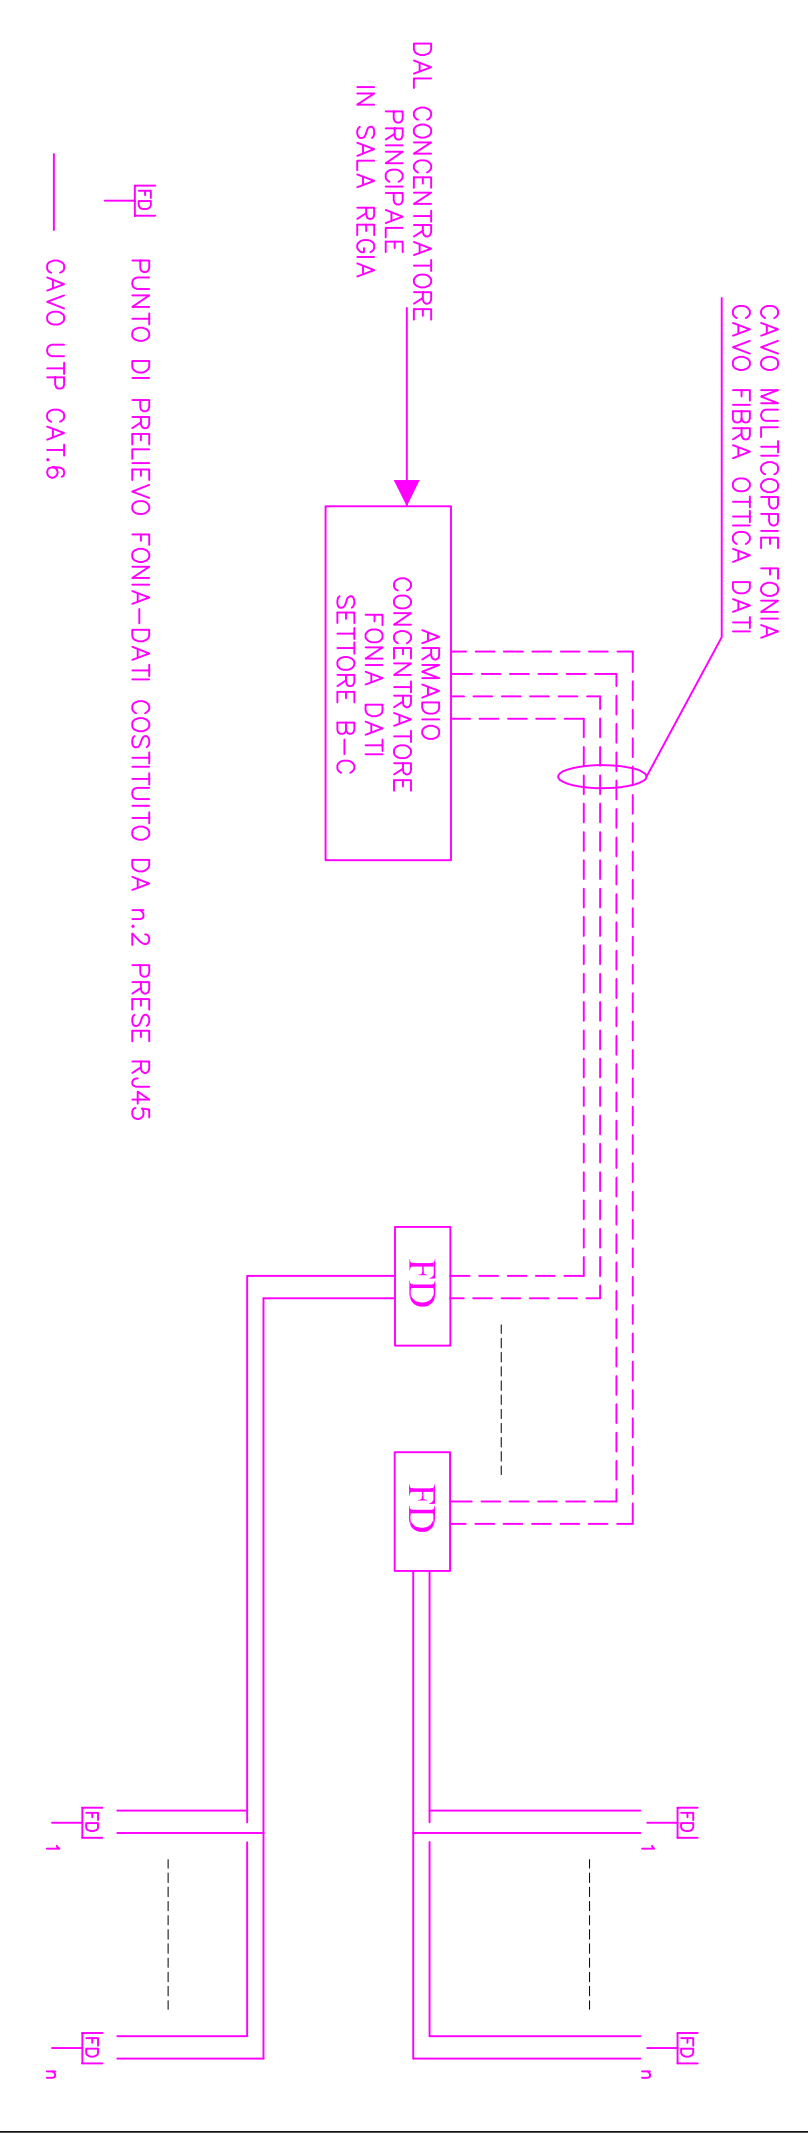 CAVO MULTICOPPIE FONIA
CAVO FIBRA OTTICA DATI
DAL CONCENTRATORE
PRINCIPALE
IN SALA REGIA
ARMADIO
CONCENTRATORE
FONIA DATI
SETTORE B-C
FD
FD
FD
1
FD
n
FD
1
FD
n
FD PUNTO DI PRELIEVO FONIA-DATI COSTITUITO DA n.2 PRESE RJ45
CAVO UTP CAT.6